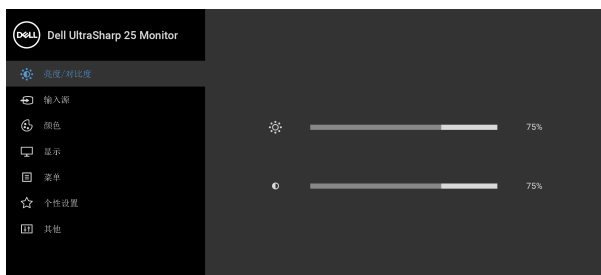 DELL Dell UltraSharp 25 Monitor
亮度/对比度
输入源
颜色
75%
显示
菜单
75%
个性设置
其他